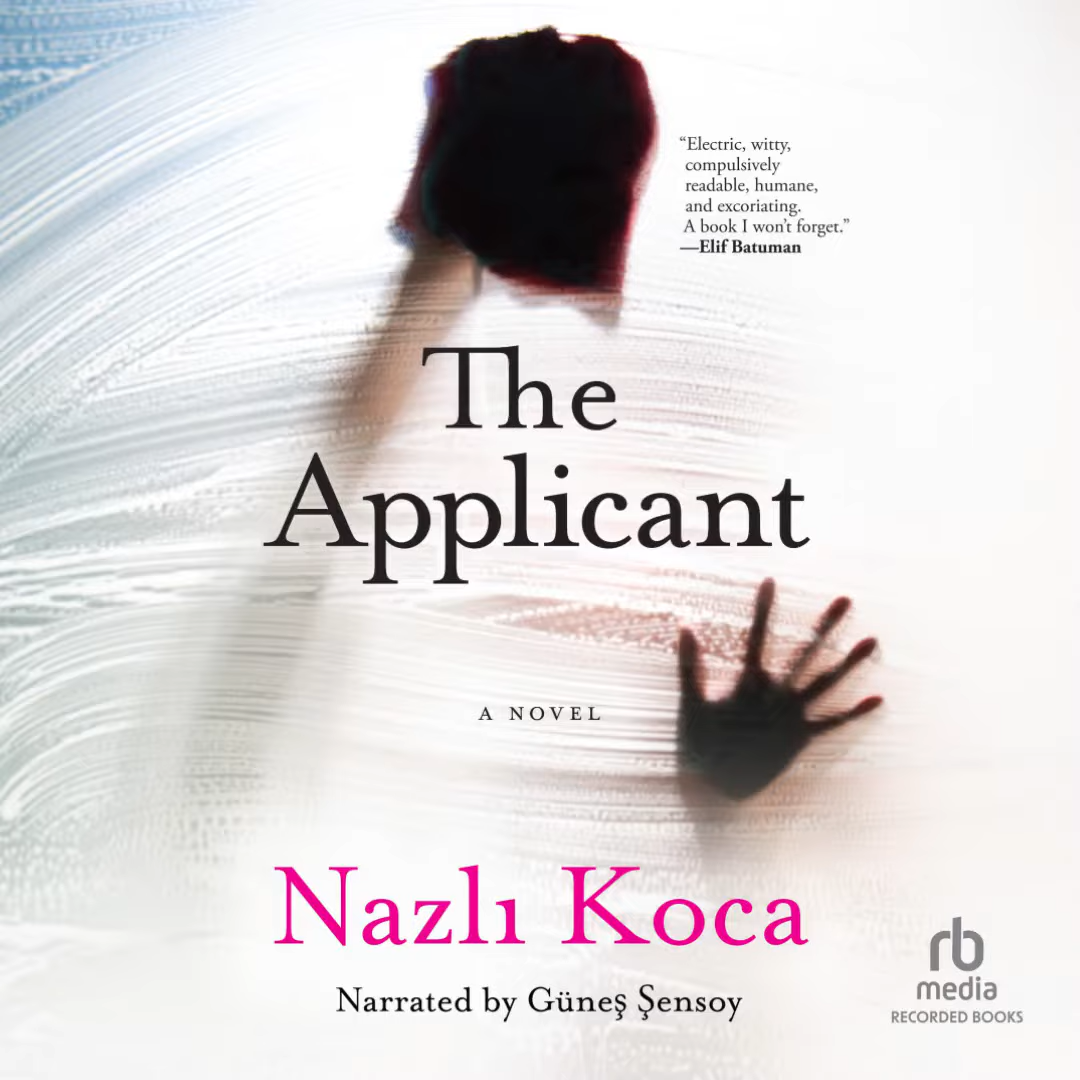 “Electric, witty,
compulsively
readable, humane,
and excoriating.
A book I won’t forget.”
—Elif Batuman
The
Applicant
A NOVEL
Nazlı Koca
Narrated by Güneş Şensoy
rb
media
RECORDED BOOKS